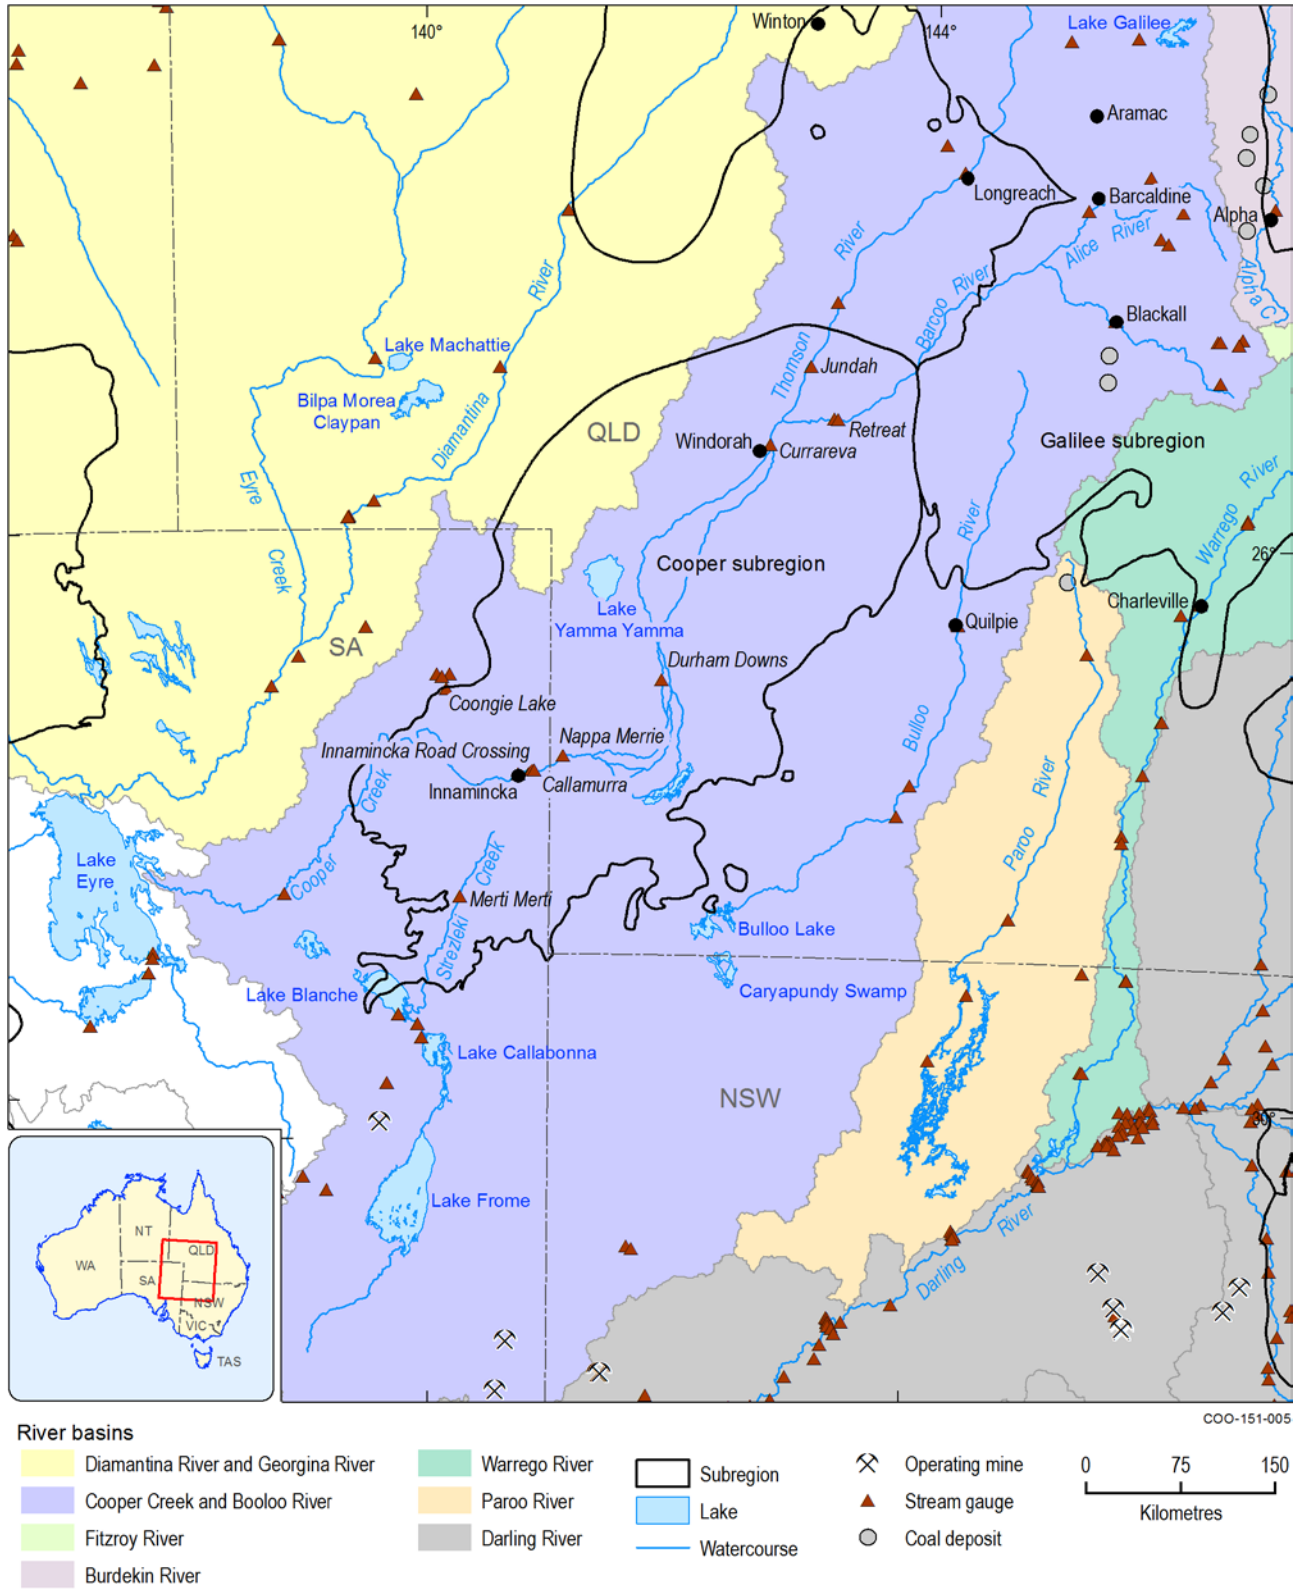 Winton
140°
144°
Lake Galilee
Aramac
Longreach
Barcaldine
Alpha
River
River
Alice River
Alpha C
Barcoo River
Blackall
Lake Machattie
Thomson
Jundah
Bilpa Morea
Claypan
Diamantina
QLD
Retreat
Windorah
Currareva
Galilee subregion
Eyre
River
Warrego River
Creek
Cooper subregion
26°
Lake
Yamma Yamma
Charleville
Quilpie
SA
Durham Downs
Coongie Lake
Bulloo
Nappa Merrie
Innamincka Road Crossing
River
Callamurra
Innamincka
Creek
Paroo
Lake
Eyre
Cooper
Creek
Merti Merti
Strezleki
Bulloo Lake
Lake Blanche
Caryapundy Swamp
Lake Callabonna
NSW
30°
Lake Frome
River
Darling
NT
QLD
WA
SA
NSW
VIC
TAS
COO-151-005
River basins
Diamantina River and Georgina River
Cooper Creek and Booloo River
Fitzroy River
Burdekin River
Warrego River
Paroo River
Darling River
Subregion
Lake
Watercourse
Operating mine
Stream gauge
Coal deposit
0 75 150
Kilometres